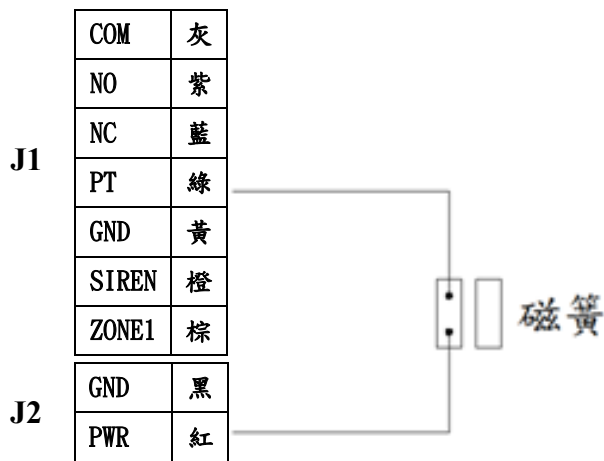 COM 灰
NO 紫
NC 藍
J1
PT 綠
GND 黃
SIREN 橙
ZONE1 棕
磁簧
J2
GND 黑
PWR 紅